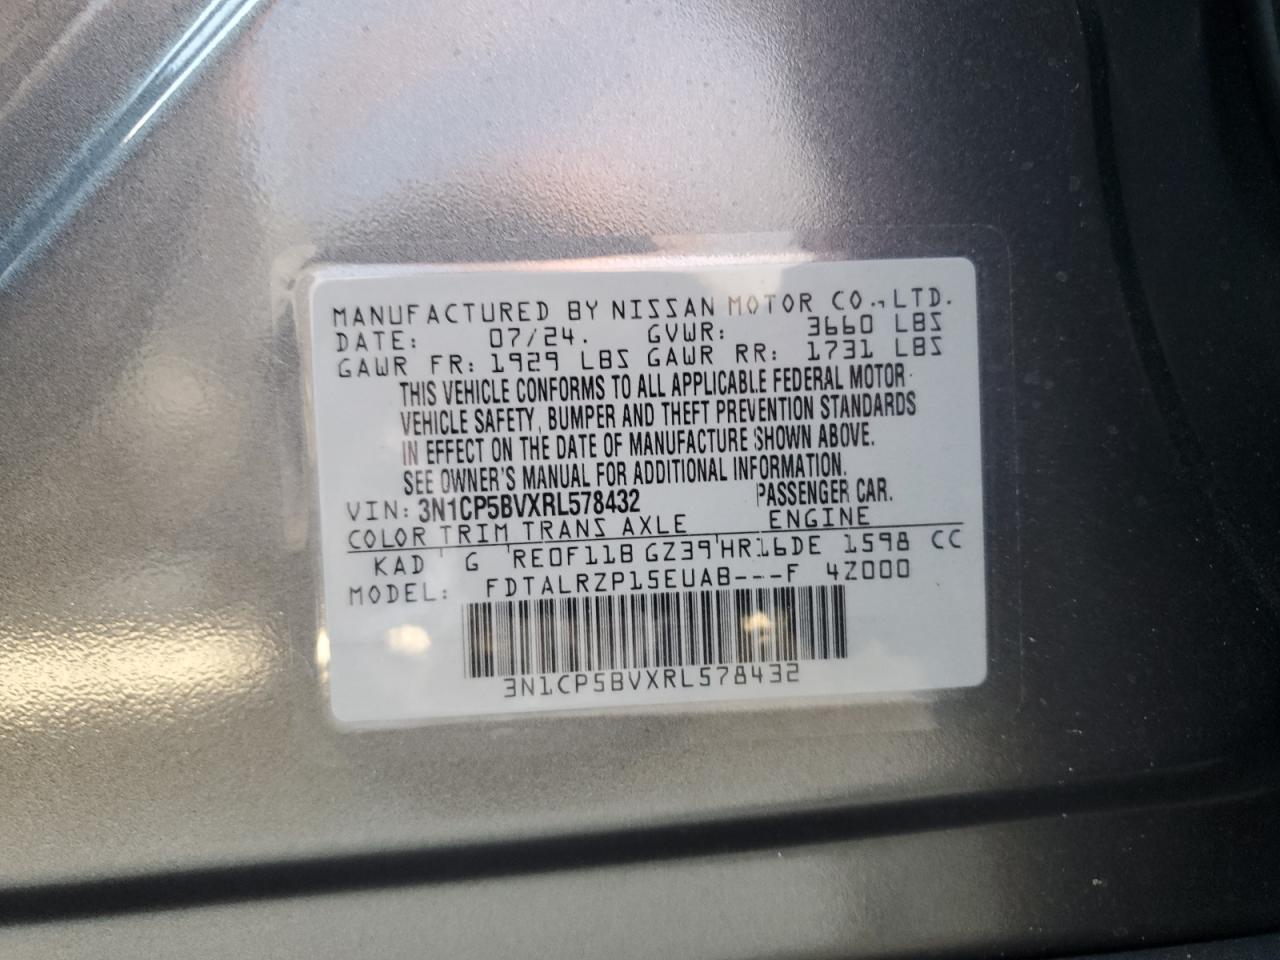 MANUFACTURED BY NISSAN MOTOR CO., LTD.
DATE: 07/24. GVWR: 3660 LBS
GAWR FR: 1929 LBS GAWR RR: 1731 LBS
THIS VEHICLE CONFORMS TO ALL APPLICABLE FEDERAL MOTOR
VEHICLE SAFETY, BUMPER AND THEFT PREVENTION STANDARDS
IN EFFECT ON THE DATE OF MANUFACTURE SHOWN ABOVE.
SEE OWNER'S MANUAL FOR ADDITIONAL INFORMATION.
VIN: 3N1CP5BVXRL578432 PASSENGER CAR.
COLOR TRIM TRANS AXLE ENGINE
KAD G RE0F11B GZ39 HR16DE 1598 CC
MODEL: FDTALRZP15EUAB---F 4Z000
3N1CP5BVXRL578432